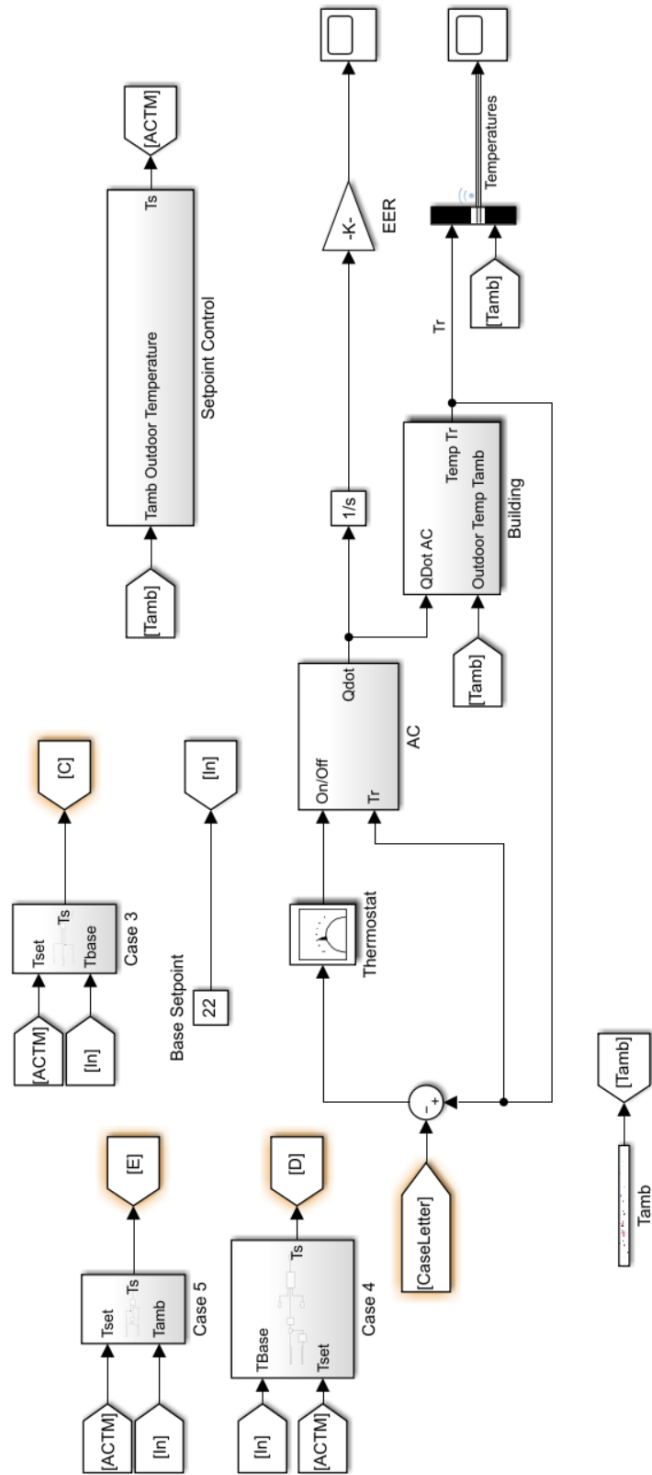 [ACTM]
[In]
Tset
Tamb
Ts
Case 5
[E]
[ACTM]
[In]
Tset
Tbase
Ts
Case 3
[C]
[Tamb]
Tamb Outdoor Temperature
Ts
Setpoint Control
[ACTM]
[In]
[ACTM]
TBase
Tset
Ts
Case 4
[D]
Base Setpoint
22
[In]
[CaseLetter]
-
+
Thermostat
On/Off
Tr
Qdot
AC
1/s
-K-
EER
[Tamb]
QDot AC
Outdoor Temp Tamb
Temp Tr
Building
Tr
[Tamb]
Temperatures
Tamb
[Tamb]